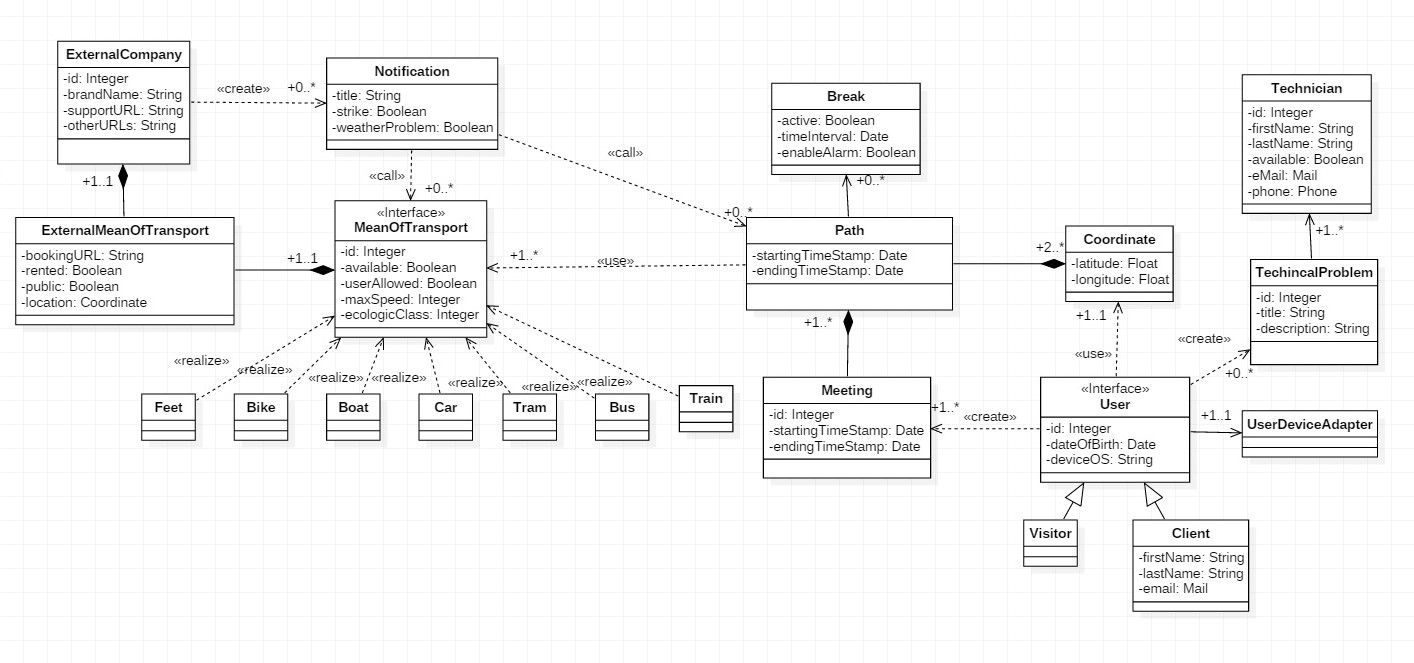 ExternalCompany
-id: Integer
-brandName: String
-supportURL: String
-otherURLs: String
«create»
+0..*
Notification
-title: String
-strike: Boolean
-weatherProblem: Boolean
«call»
+0..*
«call»
+0..*
Break
-active: Boolean
-timeInterval: Date
-enableAlarm: Boolean
+0..*
Technician
-id: Integer
-firstName: String
-lastName: String
-available: Boolean
-eMail: Mail
-phone: Phone
+1..*
+1..1
ExternalMeanOfTransport
-bookingURL: String
-rented: Boolean
-public: Boolean
-location: Coordinate
+1..1
«Interface»
MeanOfTransport
-id: Integer
-available: Boolean
-userAllowed: Boolean
-maxSpeed: Integer
-ecologicClass: Integer
+1..*
«use»
Path
-startingTimeStamp: Date
-endingTimeStamp: Date
+2..*
Coordinate
-latitude: Float
-longitude: Float
TechincalProblem
-id: Integer
-title: String
-description: String
+1..*
+1..1
«use»
«create»
+0..*
«realize»
«realize»
«realize»
«realize»
«realize»
«realize»
«realize»
Feet
Bike
Boat
Car
Tram
Bus
Train
Meeting
-id: Integer
-startingTimeStamp: Date
-endingTimeStamp: Date
+1..*
«create»
«Interface»
User
-id: Integer
-dateOfBirth: Date
-deviceOS: String
+1..1
UserDeviceAdapter
Visitor
Client
-firstName: String
-lastName: String
-email: Mail